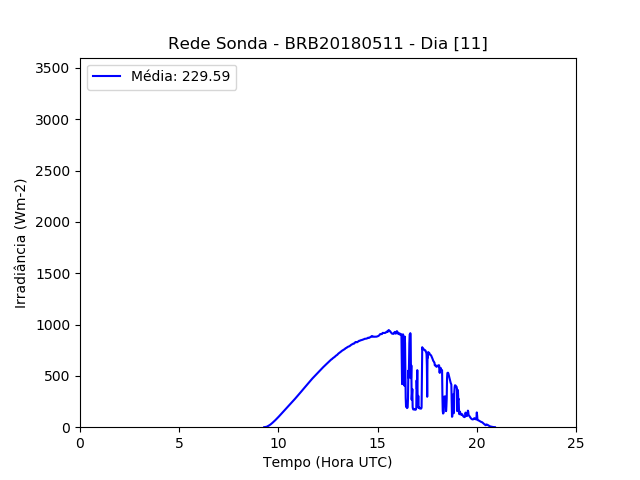 Rede Sonda - BRB20180511 - Dia [11]
Média: 229.59
3500
3000
2500
2000
1500
1000
500
0
Irradiância (Wm-2)
0 5 10 15 20 25
Tempo (Hora UTC)